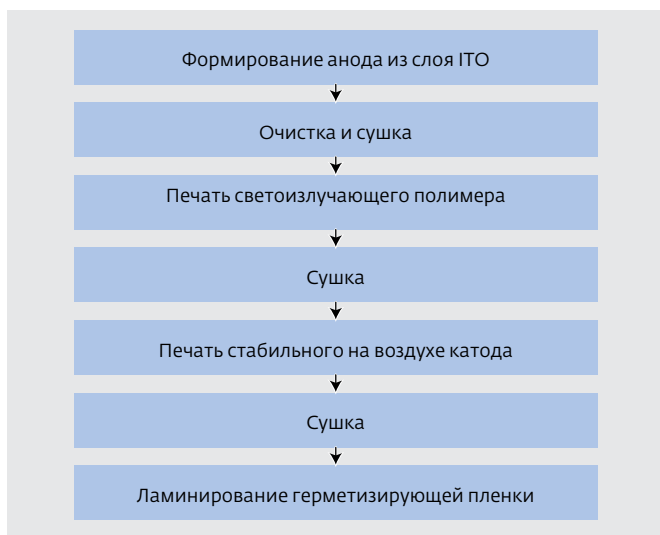 Формирование анода из слоя ITO
Очистка и сушка
Печать светоизлучающего полимера
Сушка
Печать стабильного на воздухе катода
Сушка
Ламинирование герметизирующей пленки